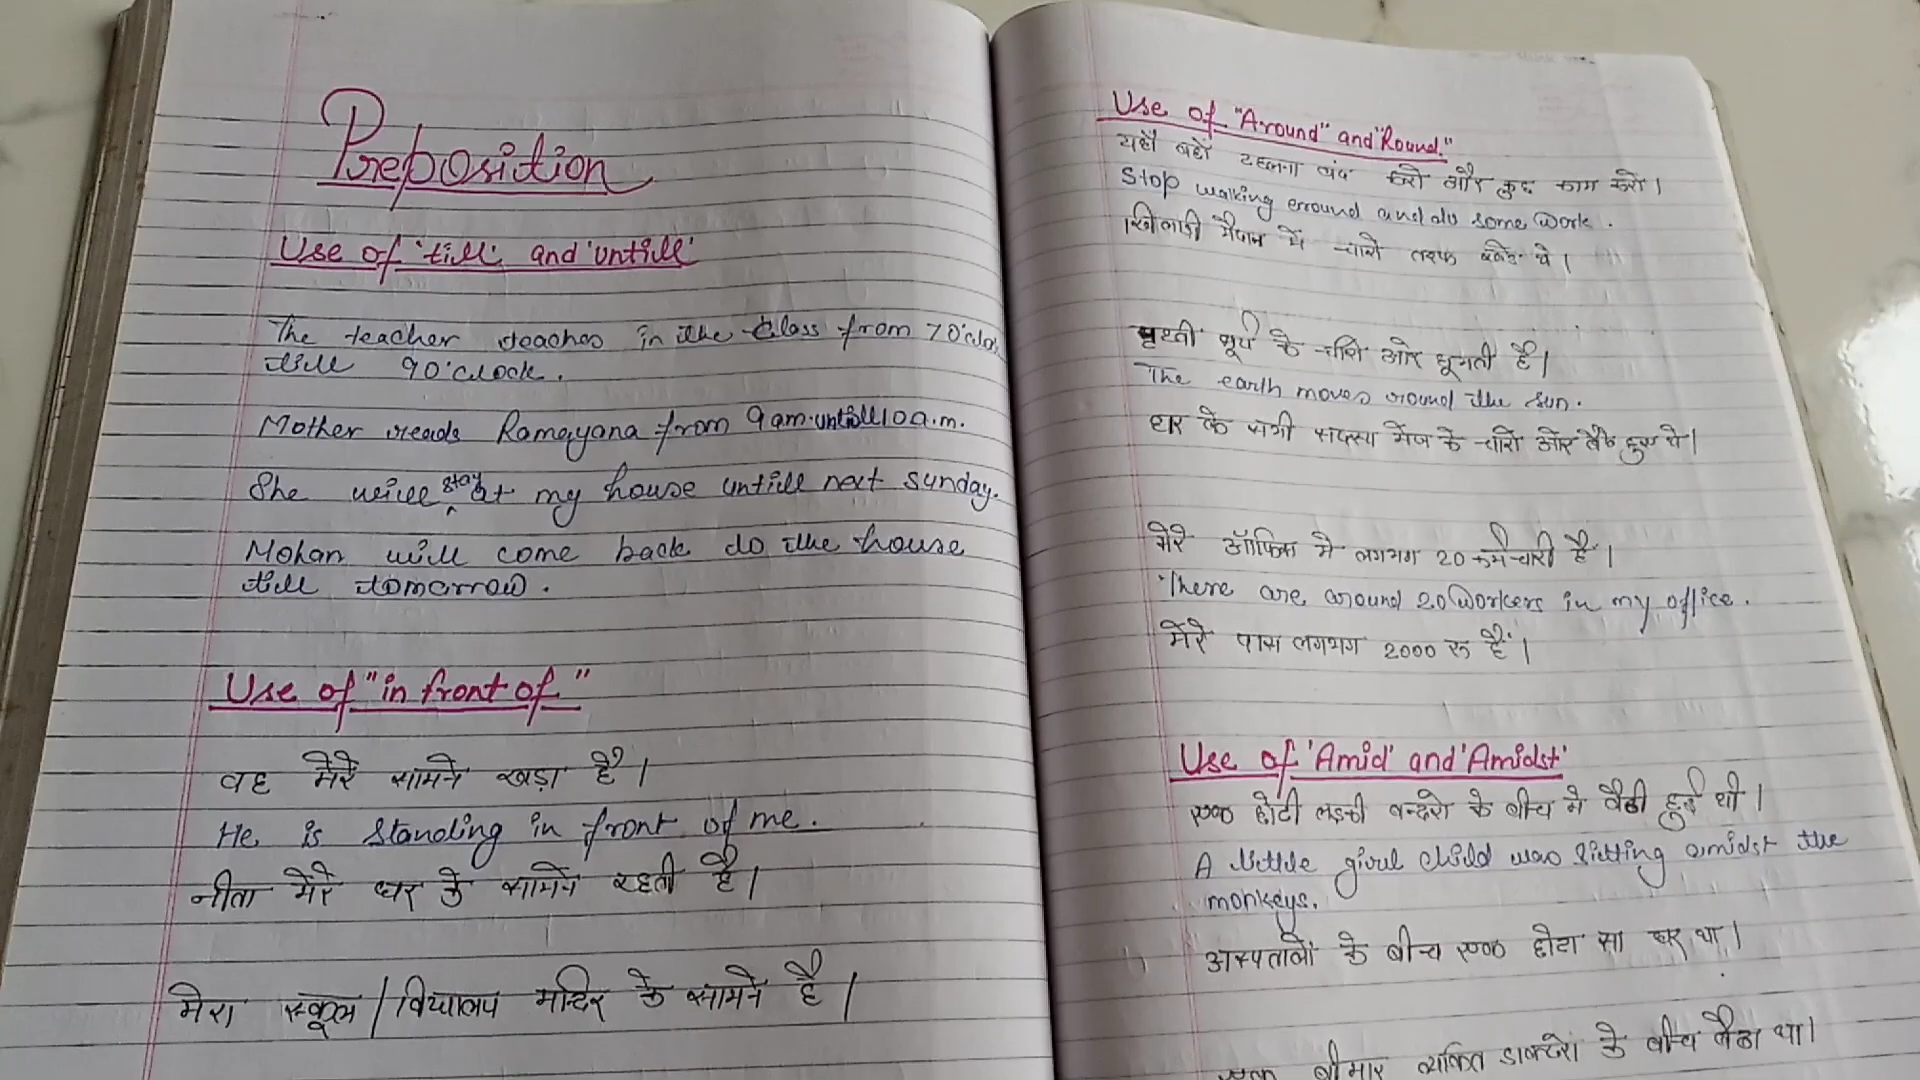 Preposition
Use of 'till' and 'untill'
The teacher teaches in the Class from 7 O'clo
till 9 O'clock.
Mother reads Ramayana from 9am. untill 10 a.m.
She will stay at my house untill next sunday.
Mohan will come back to the house
till tomorrow.
Use of "in front of"
वह मेरे सामने खड़ा है।
He is Standing in front of me.
नीता मेरे घर के सामने रहती है।
मेरा स्कूल / विद्यालय मन्दिर के सामने है।
Use of "Around" and "Round."
यहाँ वहाँ टहलना बंद करो और कुछ काम करो।
Stop walking around and do some work.
खिलाड़ी मैदान में चारो तरफ थे।
पृथ्वी सूर्य के चारो ओर घूमती है।
The earth moves round the sun.
घर के सभी सदस्य मेज के चारो ओर बैठे हुए थे।
मेरे ऑफिस मे लगभग 20 कर्मचारी है।
There are around 20 workers in my office.
मेरे पास लगभग 2000 रु है।
Use of 'Amid' and 'Amidst'
एक छोटी लड़की बन्दरो के बीच मे बैठी हुई थी।
A little girl child was sitting amidst the
monkeys.
अस्पतालों के बीच एक छोटा सा घर था।
एक बीमार व्यक्ति डाक्टरो के बीच बैठा था।